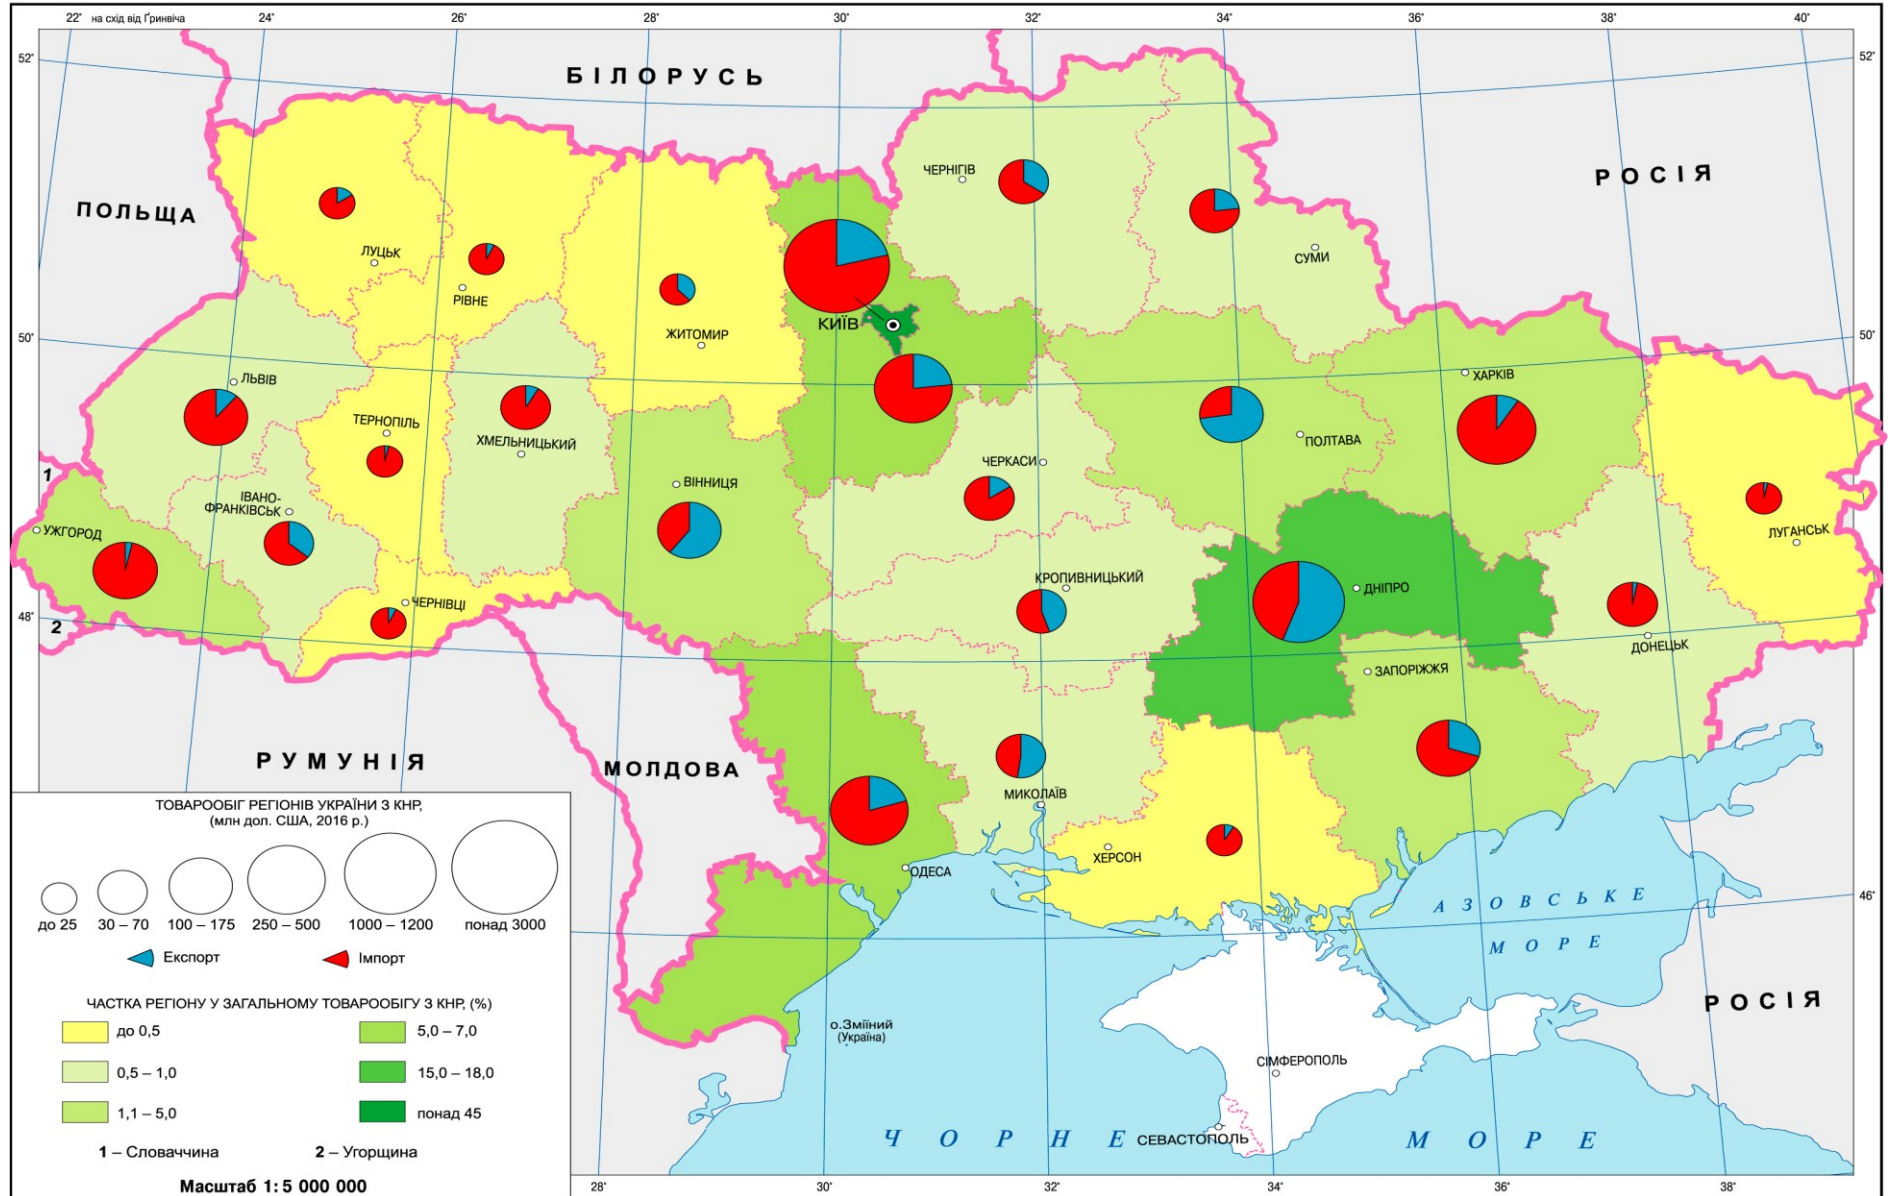 22° на схід від Ґринвіча 24° 26° 28° 30° 32° 34° 36° 38° 40°
52° 52°
БІЛОРУСЬ
РОСІЯ
ПОЛЬЩА
ЧЕРНІГІВ
СУМИ
ЛУЦЬК
РІВНЕ
ЖИТОМИР
КИЇВ
50° 50°
ЛЬВІВ
ТЕРНОПІЛЬ
ХМЕЛЬНИЦЬКИЙ
ХАРКІВ
ПОЛТАВА
ЧЕРКАСИ
ВІННИЦЯ
1
ІВАНО-
ФРАНКІВСЬК
УЖГОРОД
ЛУГАНСЬК
КРОПИВНИЦЬКИЙ
ДНІПРО
ЧЕРНІВЦІ
48° 48°
2
ДОНЕЦЬК
ЗАПОРІЖЖЯ
РУМУНІЯ
МОЛДОВА
МИКОЛАЇВ
ХЕРСОН
ОДЕСА
46°
АЗОВСЬКЕ
МОРЕ
РОСІЯ
о.Зміїний
(Україна)
СІМФЕРОПОЛЬ
СЕВАСТОПОЛЬ
ЧОРНЕ МОРЕ
28° 30° 32° 34° 36° 38°
ТОВАРООБІГ РЕГІОНІВ УКРАЇНИ З КНР,
(млн дол. США, 2016 р.)
до 25 30 – 70 100 – 175 250 – 500 1000 – 1200 понад 3000
Експорт Імпорт
ЧАСТКА РЕГІОНУ У ЗАГАЛЬНОМУ ТОВАРООБІГУ З КНР, (%)
до 0,5 5,0 – 7,0
0,5 – 1,0 15,0 – 18,0
1,1 – 5,0 понад 45
1 – Словаччина 2 – Угорщина
Масштаб 1: 5 000 000